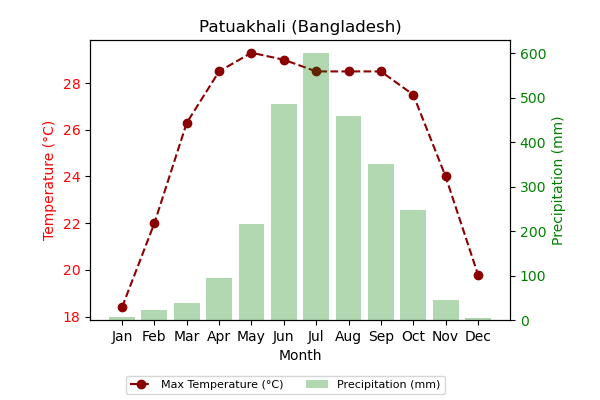 Patuakhali (Bangladesh)
Temperature (°C)
28
26
24
22
20
18
600
500
400
300
200
100
0
Precipitation (mm)
Jan Feb Mar Apr May Jun Jul Aug Sep Oct Nov Dec
Month
Max Temperature (°C) Precipitation (mm)